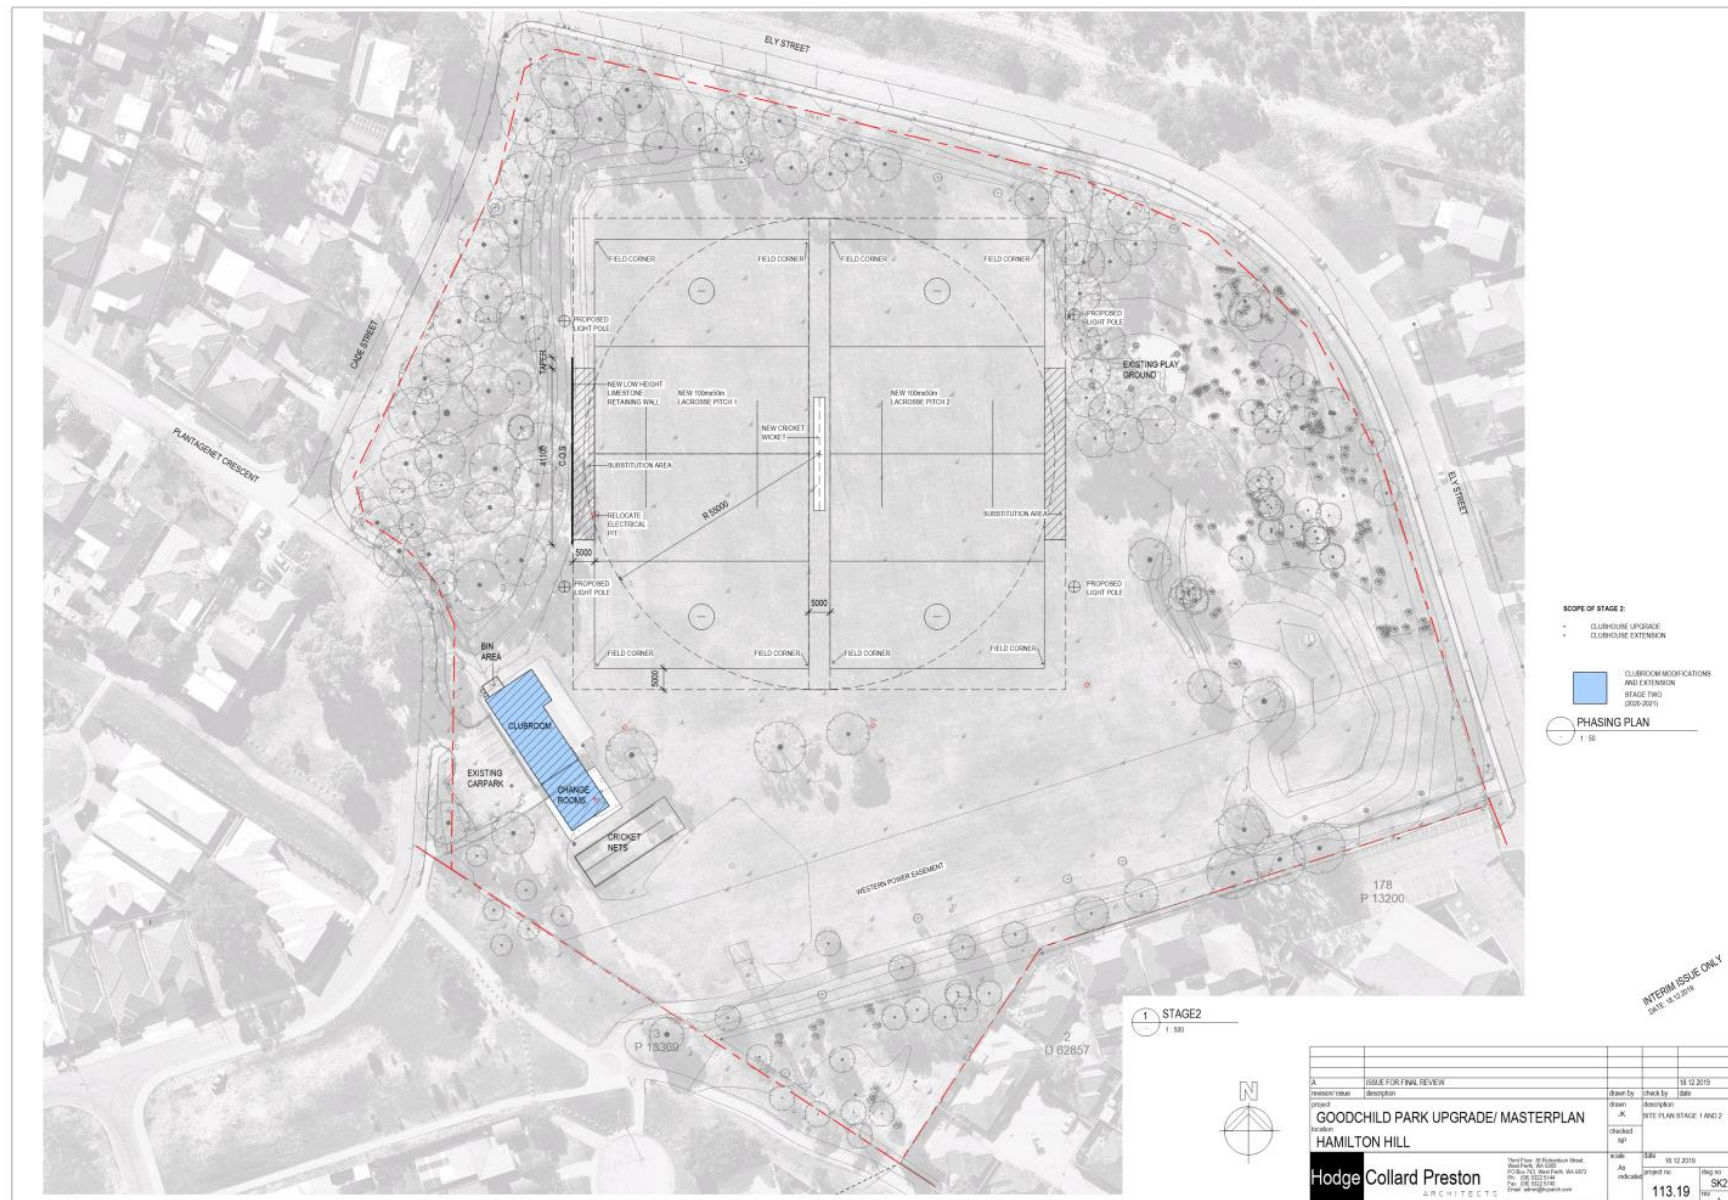 ELY STREET
CADE STREET
PLANTAGENET CRESCENT
ELY STREET
FIELD CORNER
FIELD CORNER
FIELD CORNER
FIELD CORNER
PROPOSED
LIGHT POLE
PROPOSED
LIGHT POLE
TAPER
41100
C.O.S
NEW LOW HEIGHT
LIMESTONE
RETAINING WALL
NEW 100mx50m
LACROSSE PITCH 1
NEW 100mx50m
LACROSSE PITCH 2
EXISTING PLAY
GROUND
NEW CRICKET
WICKET
SUBSTITUTION AREA
SUBSTITUTION AREA
RELOCATE
ELECTRICAL
PIT
R 55000
5000
5000
5000
PROPOSED
LIGHT POLE
PROPOSED
LIGHT POLE
FIELD CORNER
FIELD CORNER
FIELD CORNER
FIELD CORNER
BIN
AREA
CLUBROOM
EXISTING
CARPARK
CHANGE
ROOMS
CRICKET
NETS
WESTERN POWER EASEMENT
178
P 13200
3
P 13369
2
D 62857
SCOPE OF STAGE 2:
CLUBHOUSE UPGRADE
CLUBHOUSE EXTENSION
CLUBROOM MODIFICATIONS
AND EXTENSION
STAGE TWO
(2020-2021)
PHASING PLAN
1 : 50
INTERIM ISSUE ONLY
DATE: 18.12.2019
1 STAGE2
1 : 500
N
A ISSUE FOR FINAL REVIEW 18.12.2019
revision/ issue description drawn by check by date
project
GOODCHILD PARK UPGRADE/ MASTERPLAN
location
HAMILTON HILL
drawn
JK
checked
NP
description
SITE PLAN STAGE 1 AND 2
scale
As
indicated
date
18.12.2019
project no
113.19
dwg no
SK2
rev
Hodge Collard Preston
ARCHITECTS